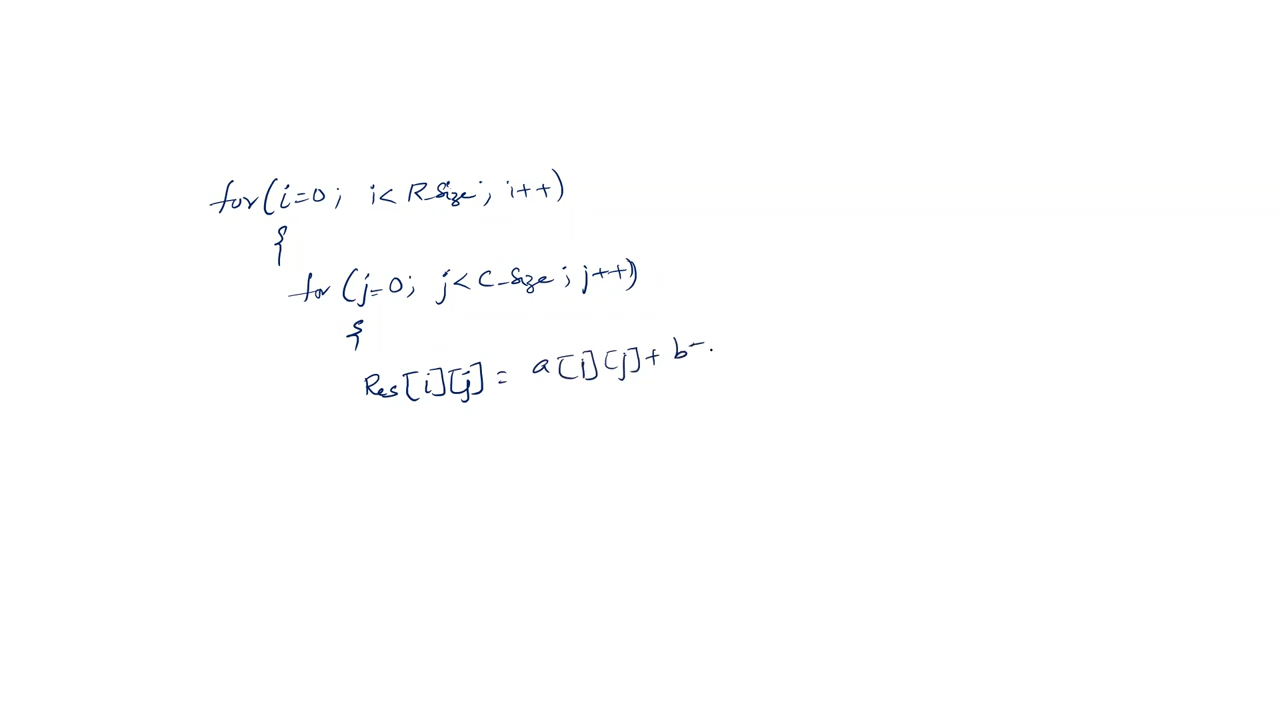 for(i=0; i< R_Size; i++)
{
for (j=0; j< C_Size; j++)
{
Res[i][j] = a[i][j]+ b-.